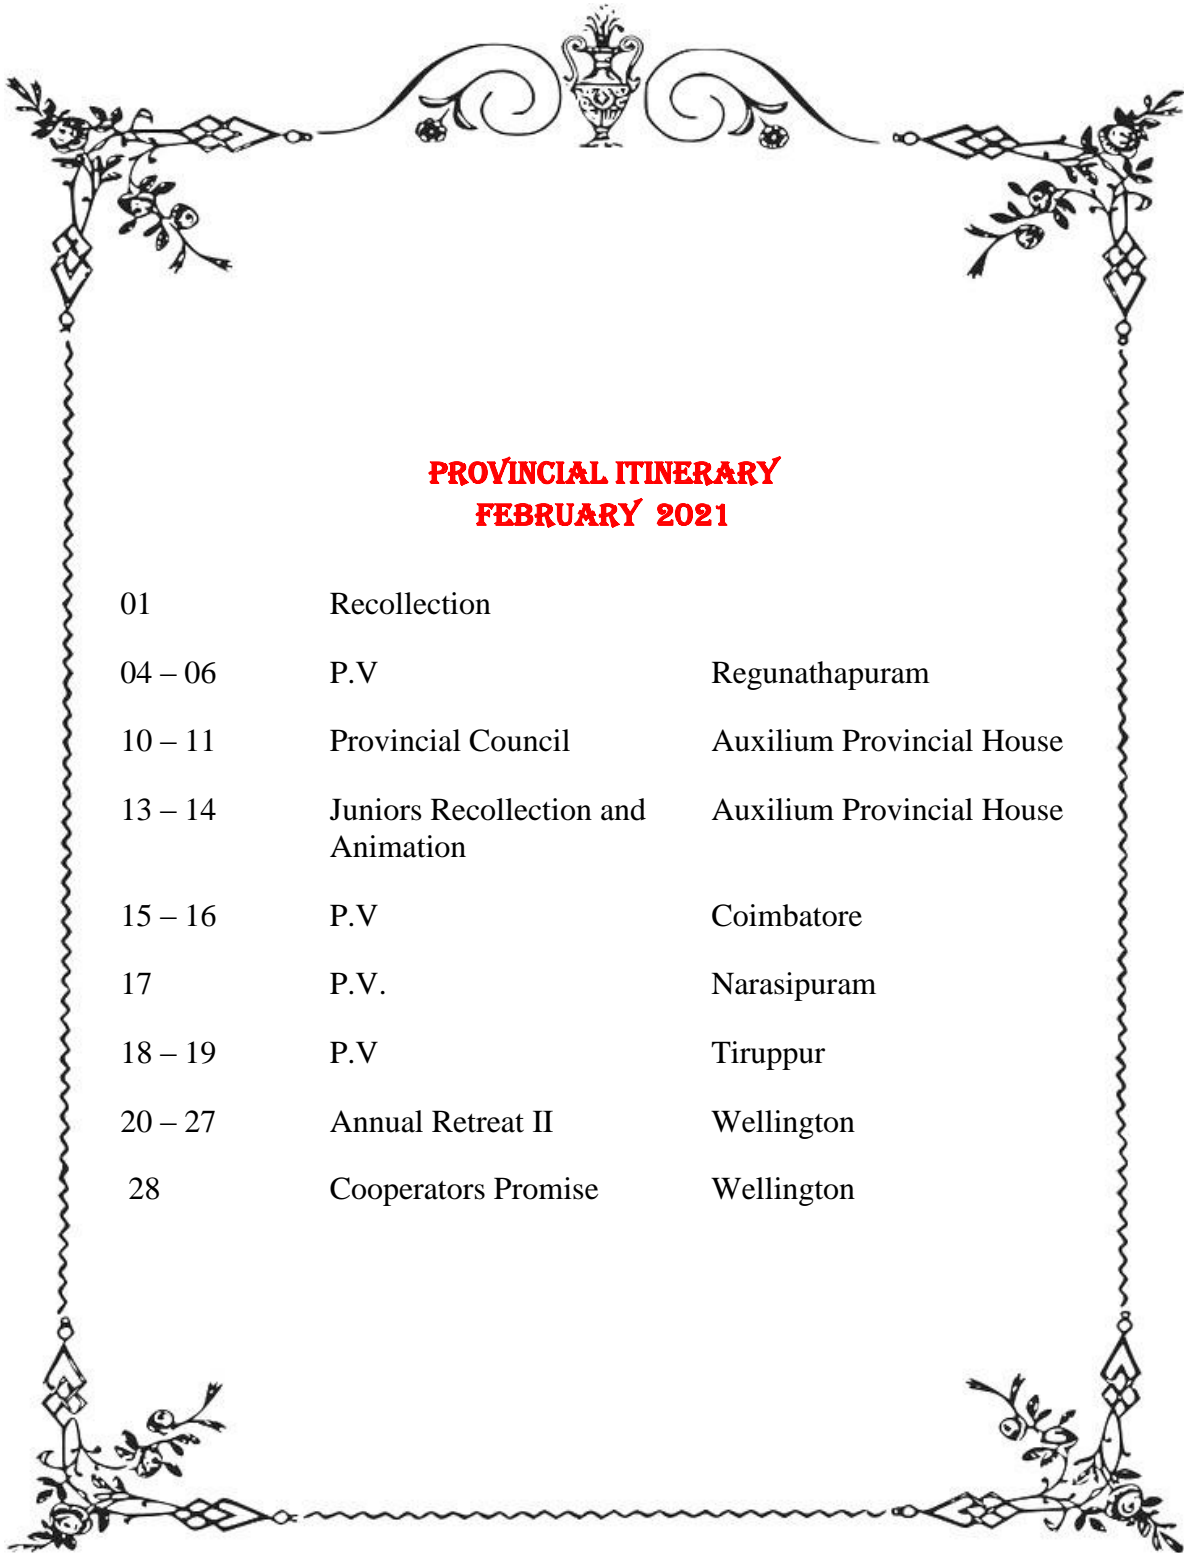 PROVINCIAL ITINERARY
FEBRUARY 2021
01 Recollection
04 – 06 P.V Regunathapuram
10 – 11 Provincial Council Auxilium Provincial House
13 – 14 Juniors Recollection and Auxilium Provincial House
Animation
15 – 16 P.V Coimbatore
17 P.V. Narasipuram
18 – 19 P.V Tiruppur
20 – 27 Annual Retreat II Wellington
28 Cooperators Promise Wellington